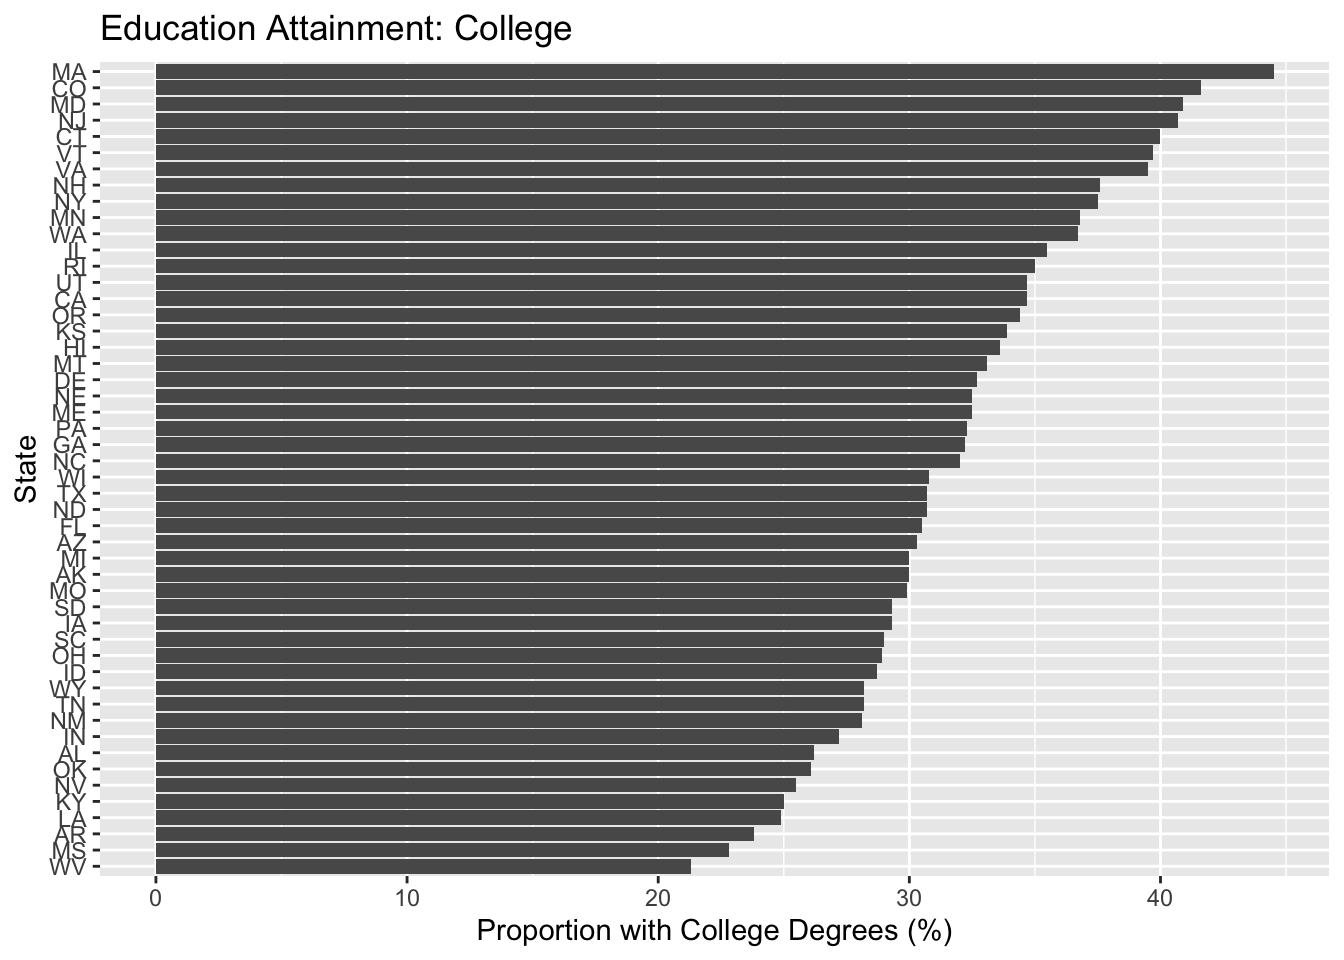 Education Attainment: College
MA
CO
MD
NJ
CT
VT
VA
NH
NY
MN
WA
IL
RI
UT
CA
OR
KS
HI
MT
DE
NE
ME
PA
GA
NC
WI
TX
ND
FL
AZ
MI
AK
MO
SD
IA
SC
OH
ID
WY
TN
NM
IN
AL
OK
NV
KY
LA
AR
MS
WV
State
0 10 20 30 40
Proportion with College Degrees (%)